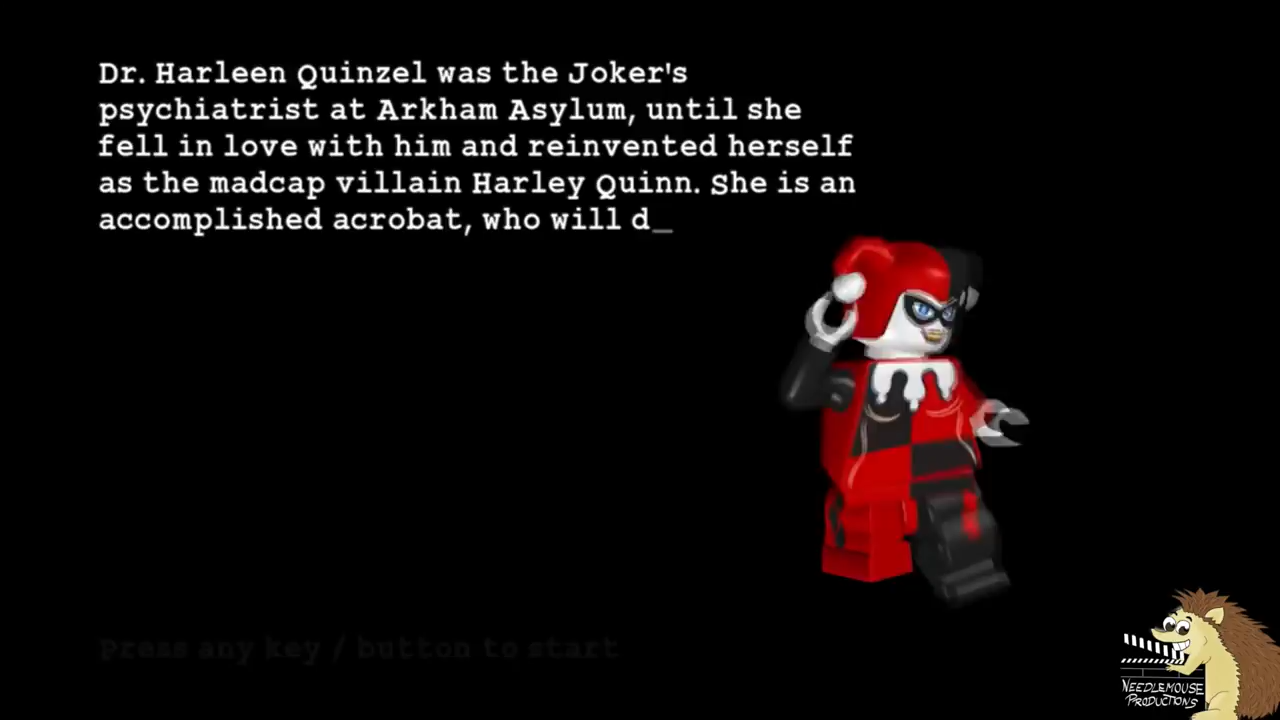 Dr. Harleen Quinzel was the Joker's
psychiatrist at Arkham Asylum, until she
fell in love with him and reinvented herself
as the madcap villain Harley Quinn. She is an
accomplished acrobat, who will d_
Press any key / button to start
NEEDLEMOUSE
PRODUCTIONS